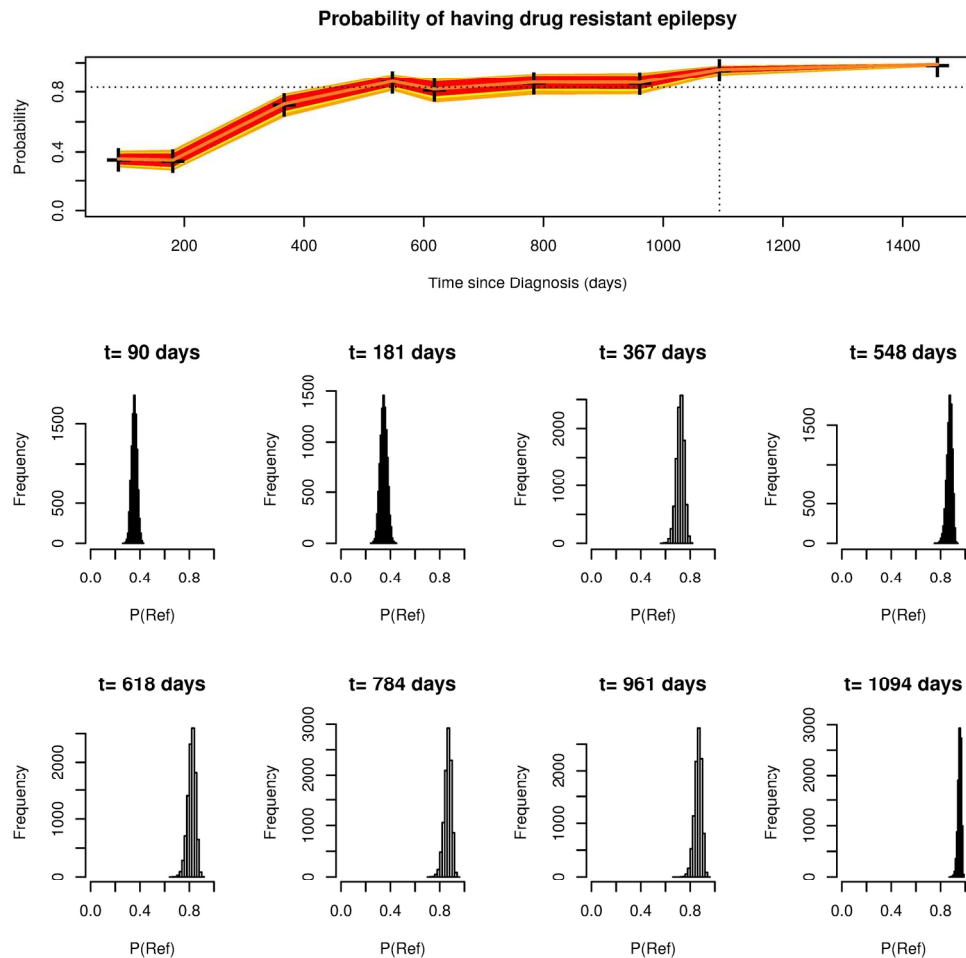 Probability of having drug resistant epilepsy
Probability
0.0 0.4 0.8
200 400 600 800 1000 1200 1400
Time since Diagnosis (days)
t= 90 days
Frequency
0 500 1500
0.0 0.4 0.8
P(Ref)
t= 181 days
Frequency
0 500 1000 1500
0.0 0.4 0.8
P(Ref)
t= 367 days
Frequency
0 1000 2000
0.0 0.4 0.8
P(Ref)
t= 548 days
Frequency
0 500 1500
0.0 0.4 0.8
P(Ref)
t= 618 days
Frequency
0 1000 2000
0.0 0.4 0.8
P(Ref)
t= 784 days
Frequency
0 1000 2000 3000
0.0 0.4 0.8
P(Ref)
t= 961 days
Frequency
0 1000 2000
0.0 0.4 0.8
P(Ref)
t= 1094 days
Frequency
0 1000 2000 3000
0.0 0.4 0.8
P(Ref)